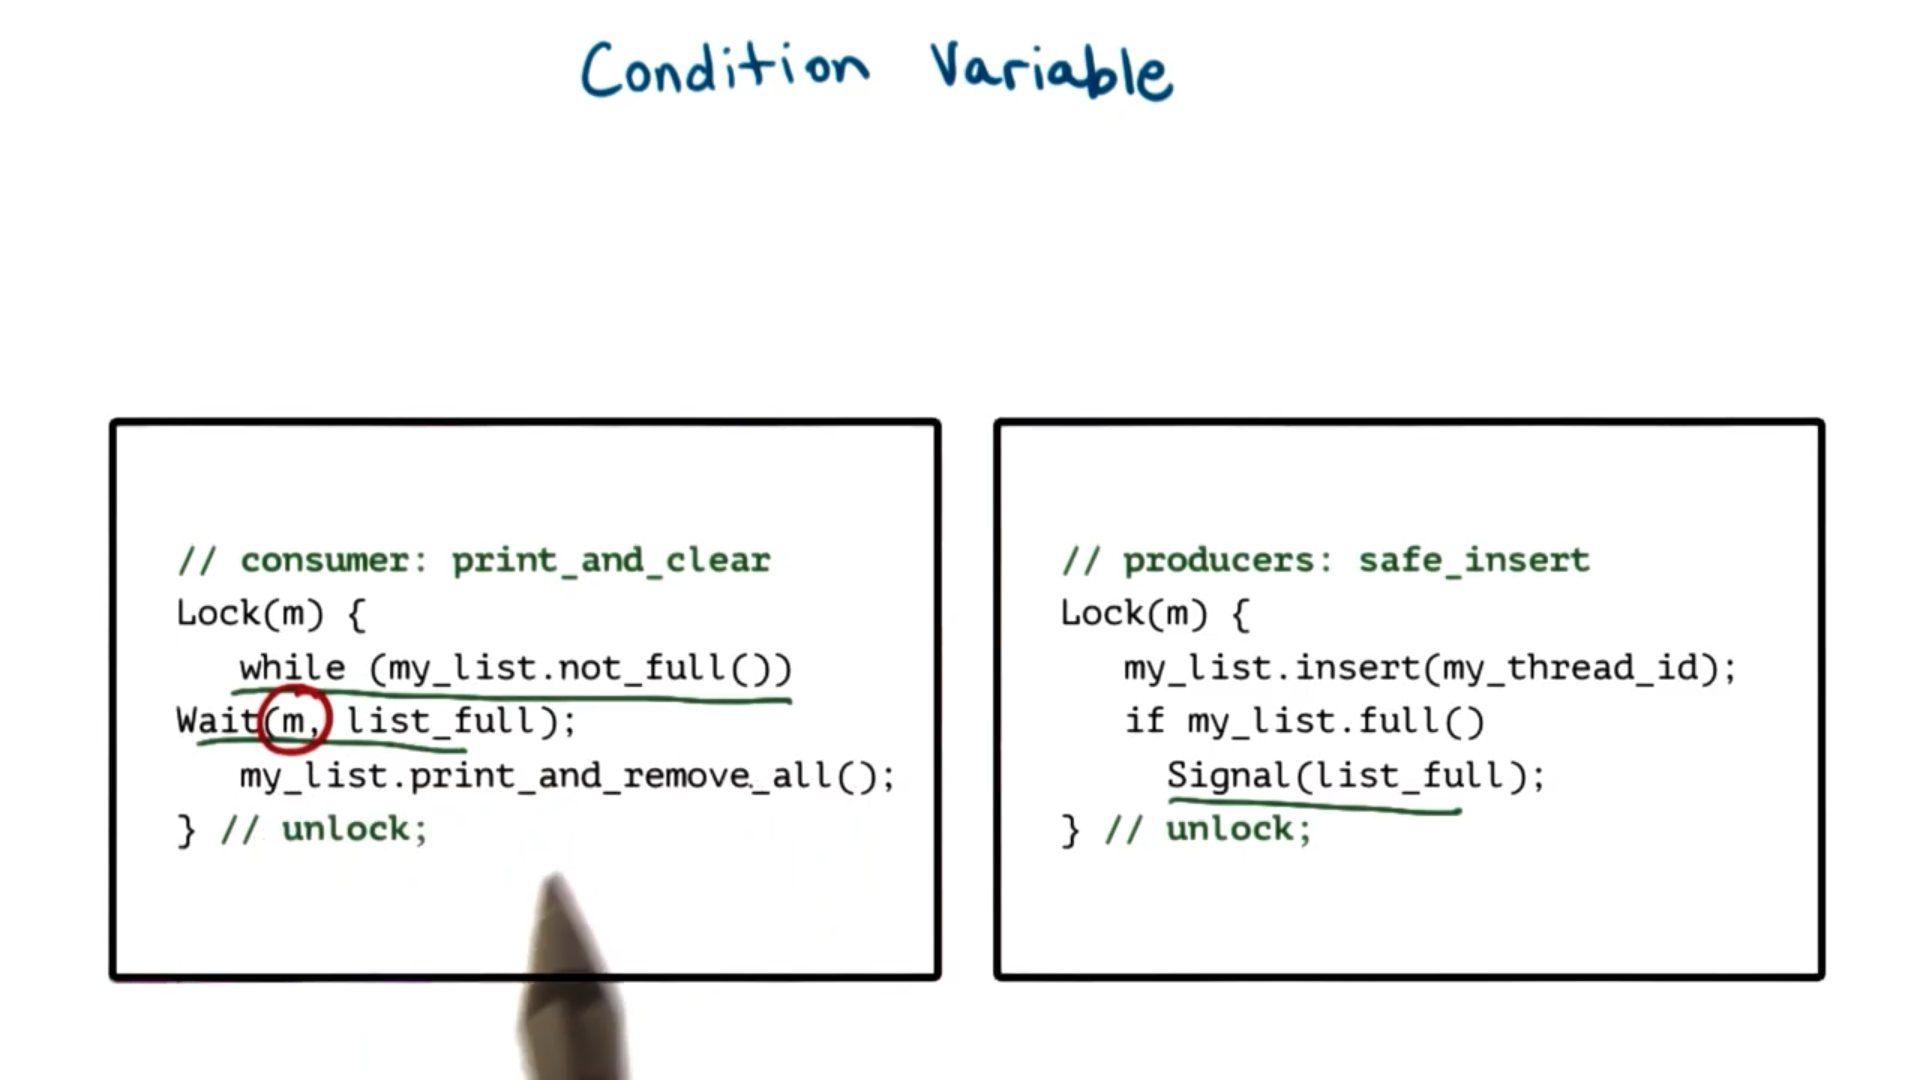 Condition Variable
// consumer: print_and_clear
Lock(m) {
while (my_list.not_full())
Wait(m, list_full);
my_list.print_and_remove_all();
} // unlock;
// producers: safe_insert
Lock(m) {
my_list.insert(my_thread_id);
if my_list.full()
Signal(list_full);
} // unlock;